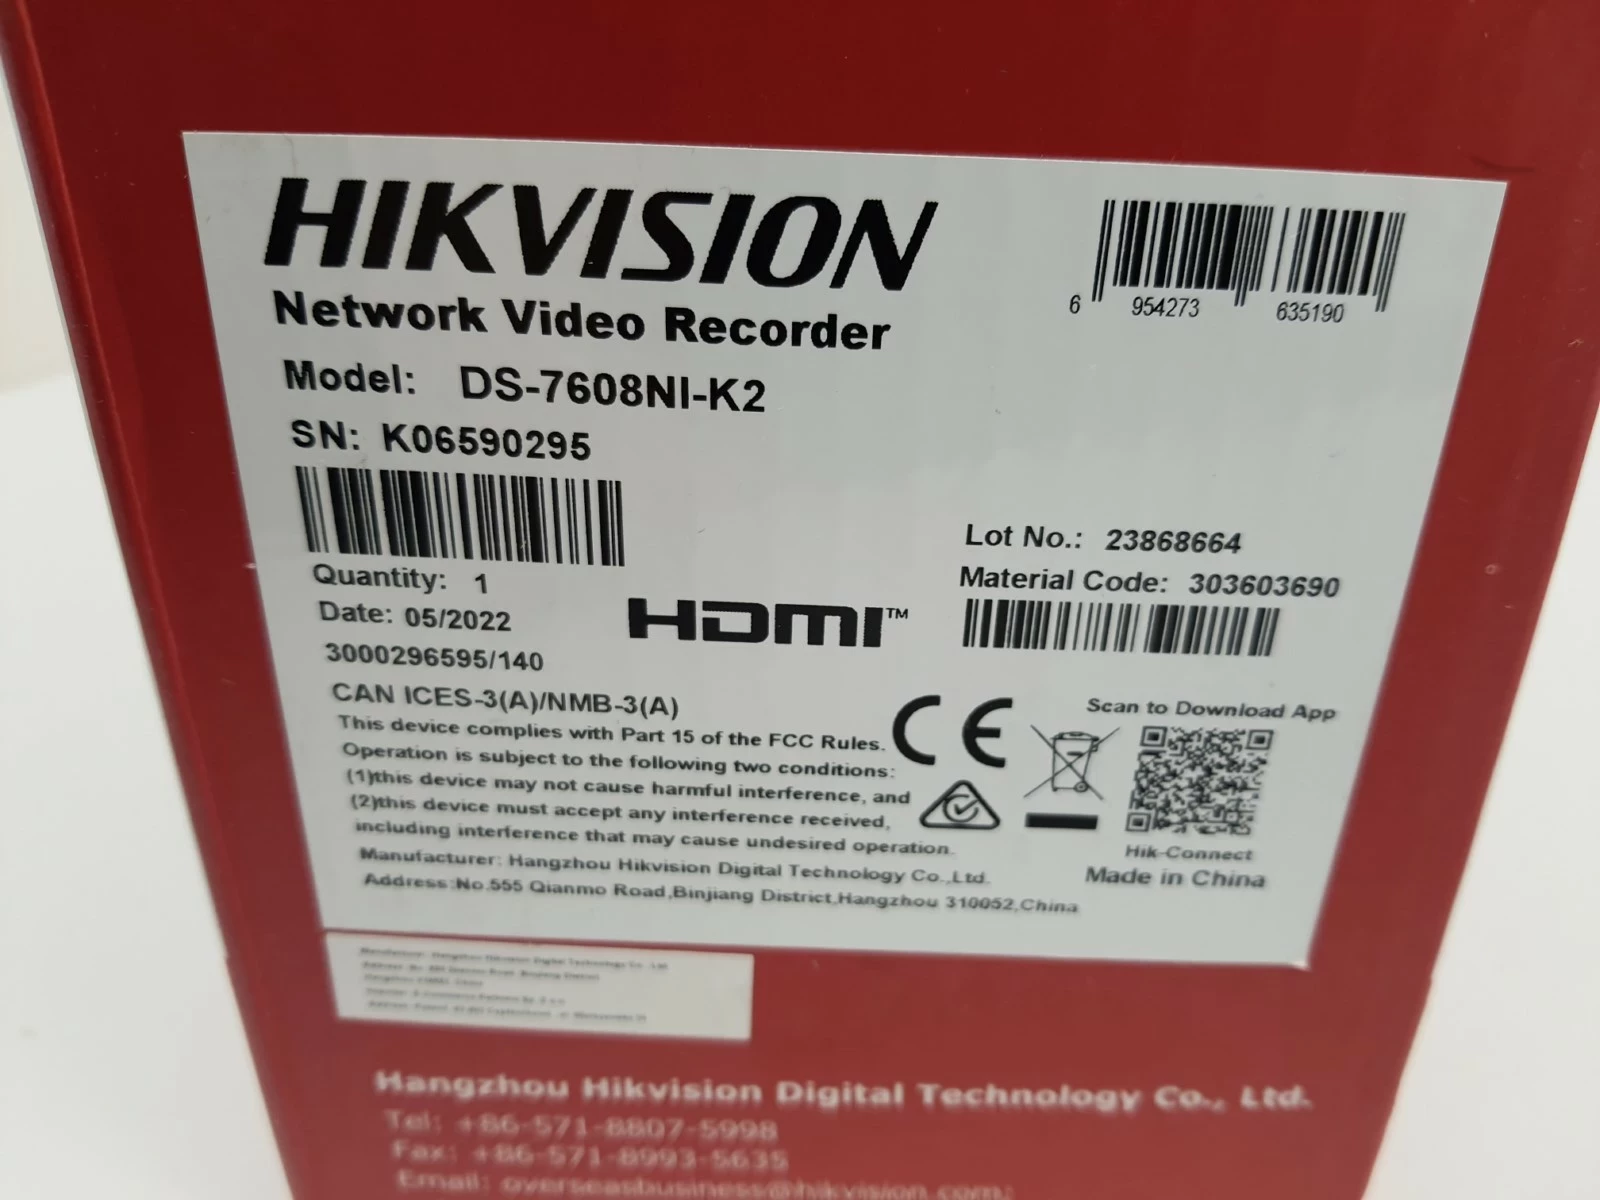 HIKVISION
Network Video Recorder
Model: DS-7608NI-K2
SN: K06590295
6 954273 635190
Quantity: 1
Date: 05/2022
3000296595/140
HDMI™
Lot No.: 23868664
Material Code: 303603690
CAN ICES-3(A)/NMB-3(A)
This device complies with Part 15 of the FCC Rules.
Operation is subject to the following two conditions:
(1)this device may not cause harmful interference, and
(2)this device must accept any interference received,
including interference that may cause undesired operation.
Manufacturer: Hangzhou Hikvision Digital Technology Co.,Ltd.
Address:No.555 Qianmo Road,Binjiang District,Hangzhou 310052,China
CE
Scan to Download App
Hik-Connect
Made in China
Hangzhou Hikvision Digital Technology Co., Ltd.
Tel: +86-571-8807-5998
Fax: +86-571-8993-5635
Email: overseasbusiness@hikvision.com;